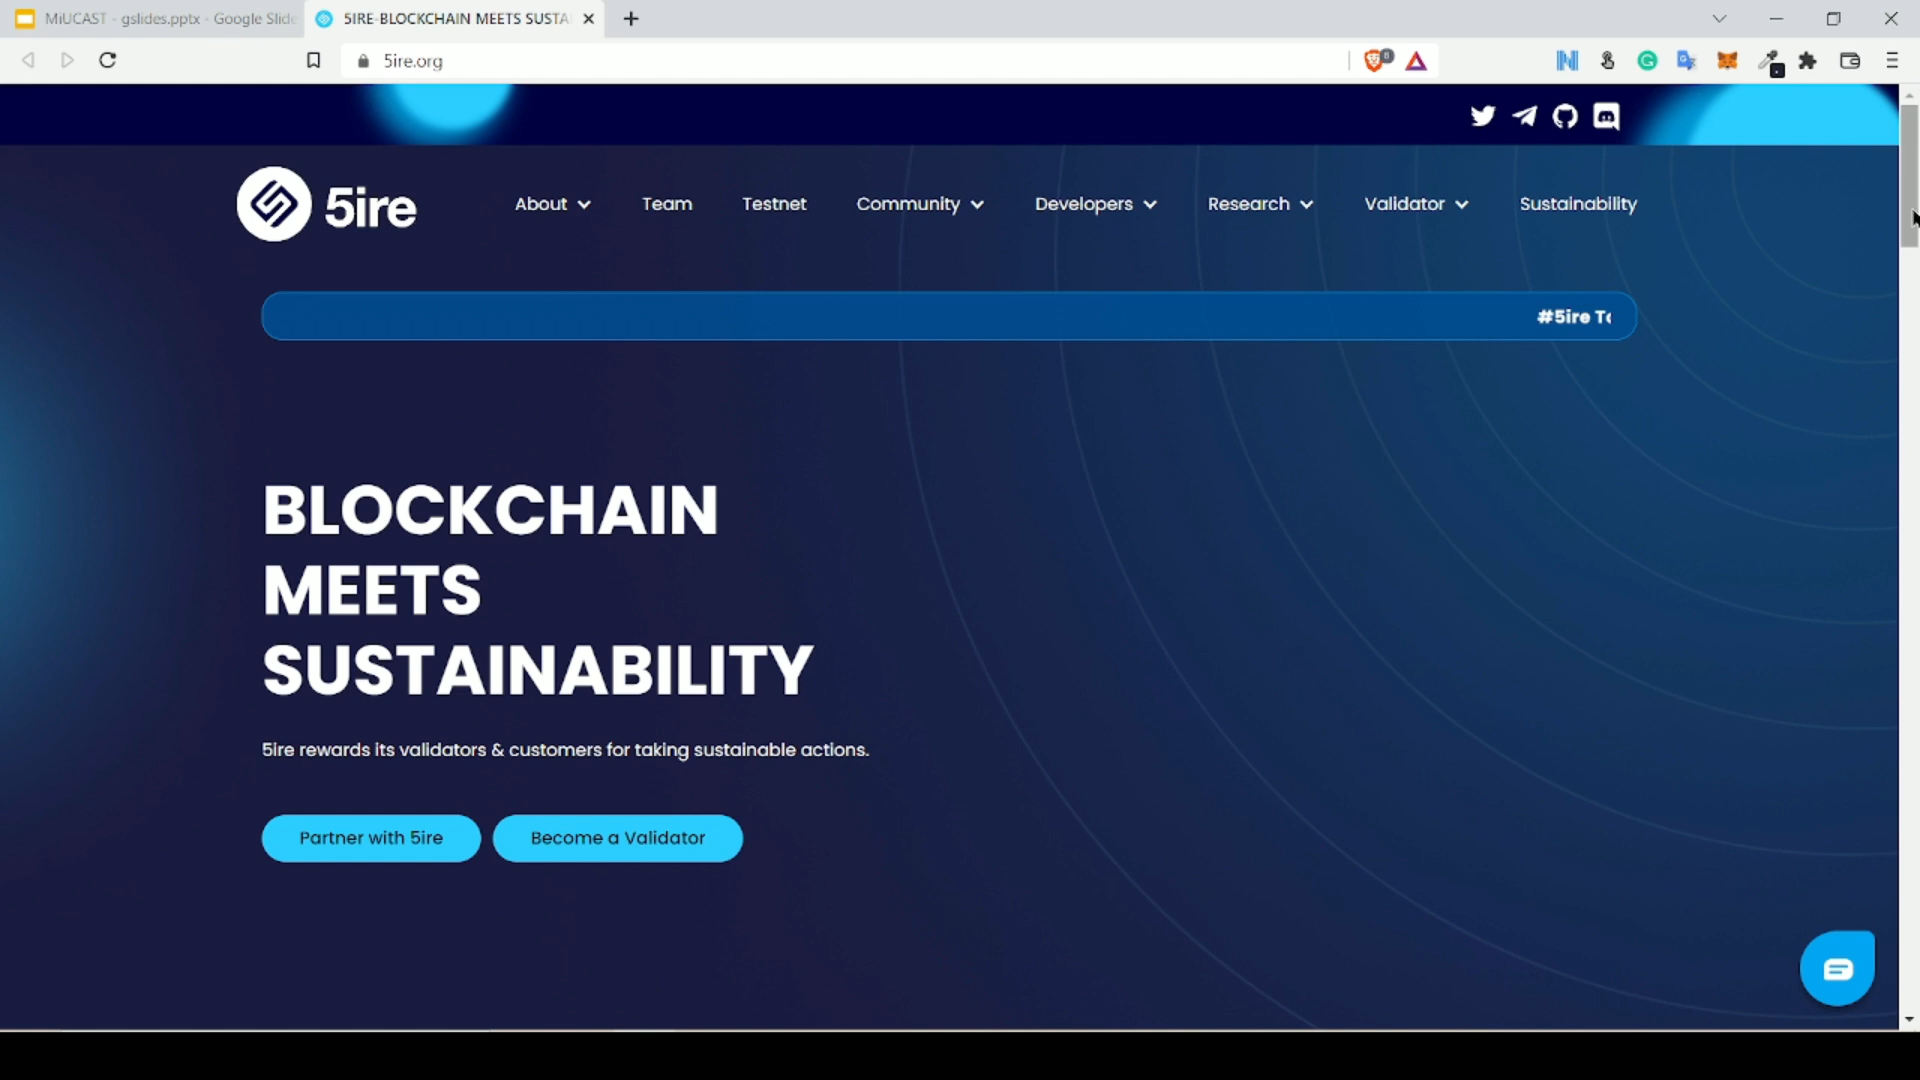 MiUCAST - gslides.pptx - Google Slide
5IRE-BLOCKCHAIN MEETS SUSTA
5ire.org
8
5ire
About
Team
Testnet
Community
Developers
Research
Validator
Sustainability
#5ire To
BLOCKCHAIN
MEETS
SUSTAINABILITY
5ire rewards its validators & customers for taking sustainable actions.
Partner with 5ire
Become a Validator